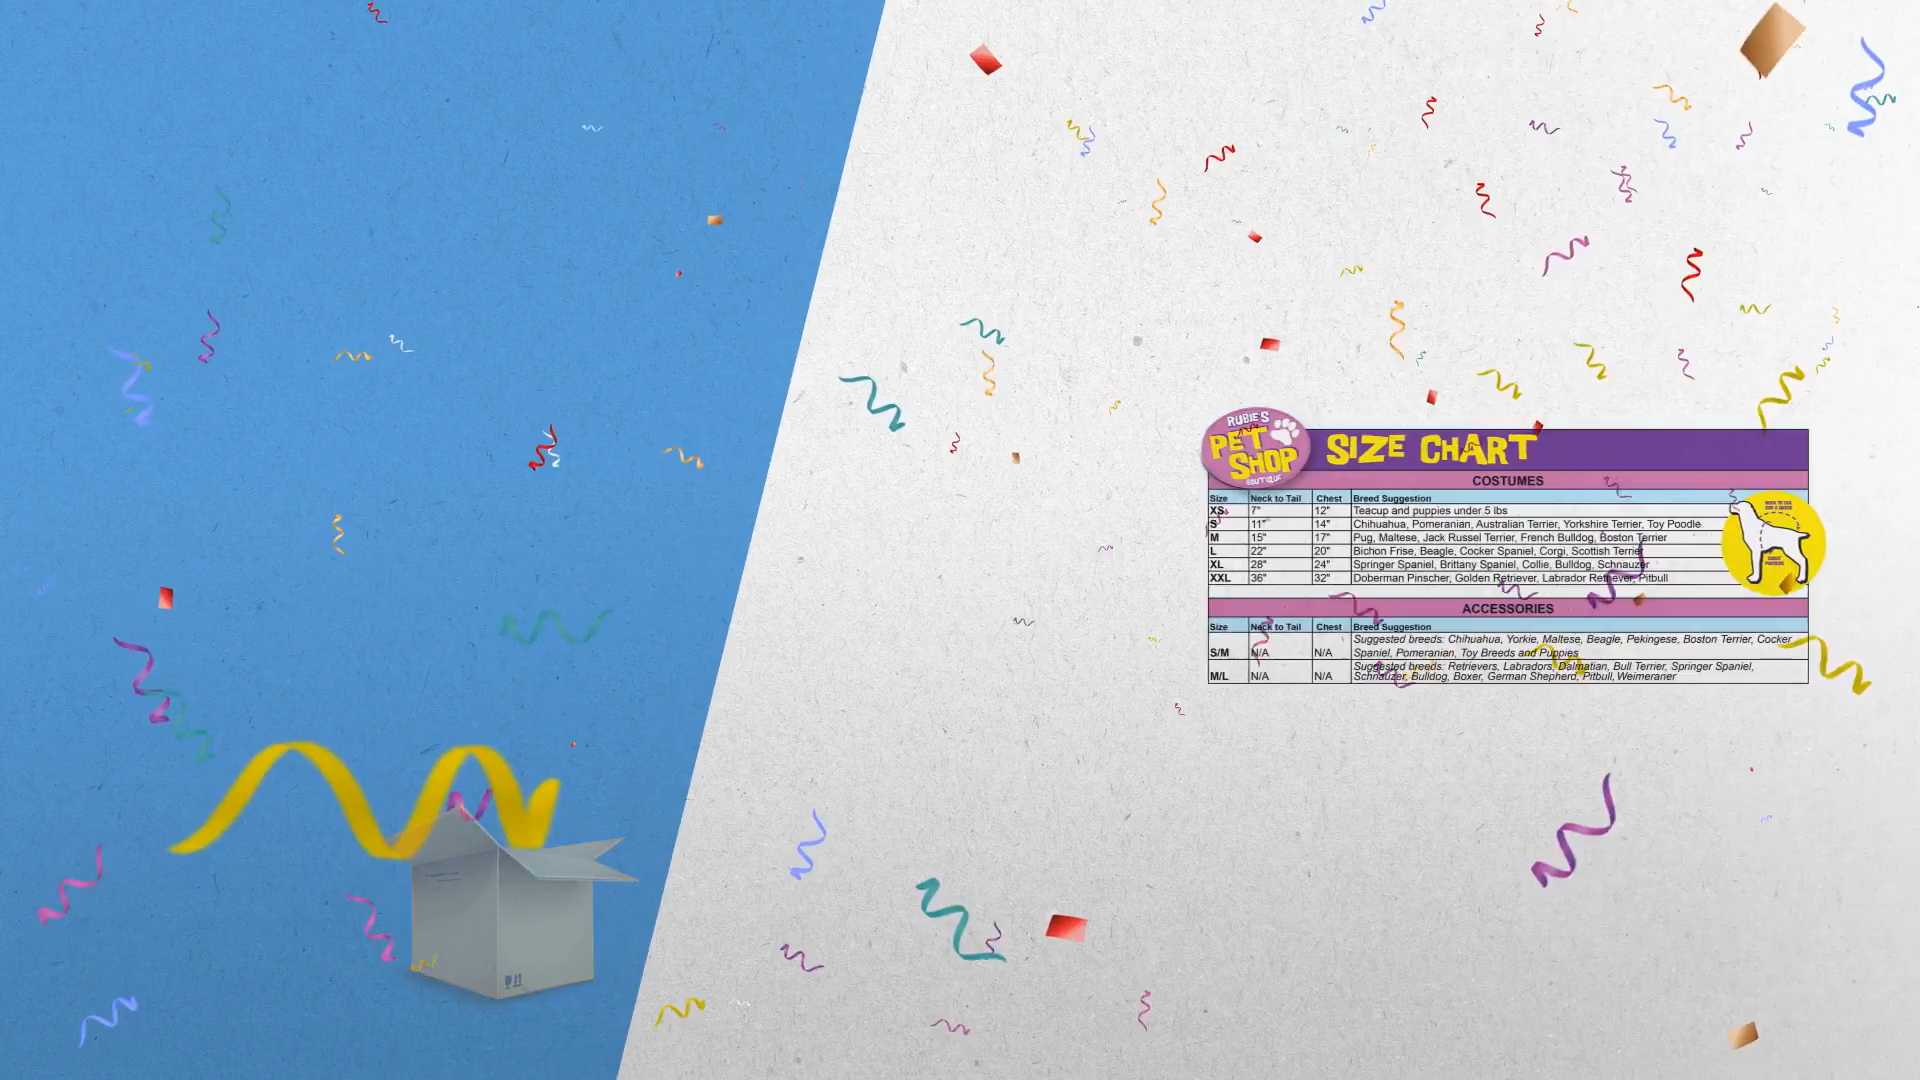 RUBIE'S
PET
SHOP
BOUTIQUE
SIZE CHART
COSTUMES
Size Neck to Tail Chest Breed Suggestion
XS 7" 12" Teacup and puppies under 5 lbs
S 11" 14" Chihuahua, Pomeranian, Australian Terrier, Yorkshire Terrier, Toy Poodle
M 15" 17" Pug, Maltese, Jack Russel Terrier, French Bulldog, Boston Terrier
L 22" 20" Bichon Frise, Beagle, Cocker Spaniel, Corgi, Scottish Terrier
XL 28" 24" Springer Spaniel, Brittany Spaniel, Collie, Bulldog, Schnauzer
XXL 36" 32" Doberman Pinscher, Golden Retriever, Labrador Retriever, Pitbull
ACCESSORIES
Size Neck to Tail Chest Breed Suggestion
Suggested breeds: Chihuahua, Yorkie, Maltese, Beagle, Pekingese, Boston Terrier, Cocker
S/M N/A N/A Spaniel, Pomeranian, Toy Breeds and Puppies
Suggested breeds: Retrievers, Labradors, Dalmatian, Bull Terrier, Springer Spaniel,
M/L N/A N/A Schnauzer, Bulldog, Boxer, German Shepherd, Pitbull, Weimeraner